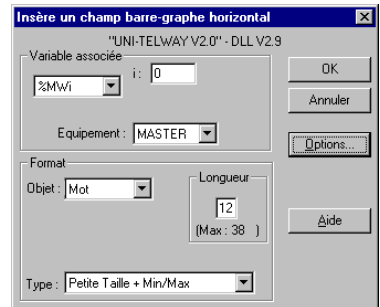 Insère un champ barre-graphe horizontal
"UNI-TELWAY V2.0" - DLL V2.9
Variable associée
%MWi i : 0
Equipement : MASTER
OK
Annuler
Options...
Format
Objet : Mot
Longueur
12
(Max : 38 )
Aide
Type : Petite Taille + Min/Max